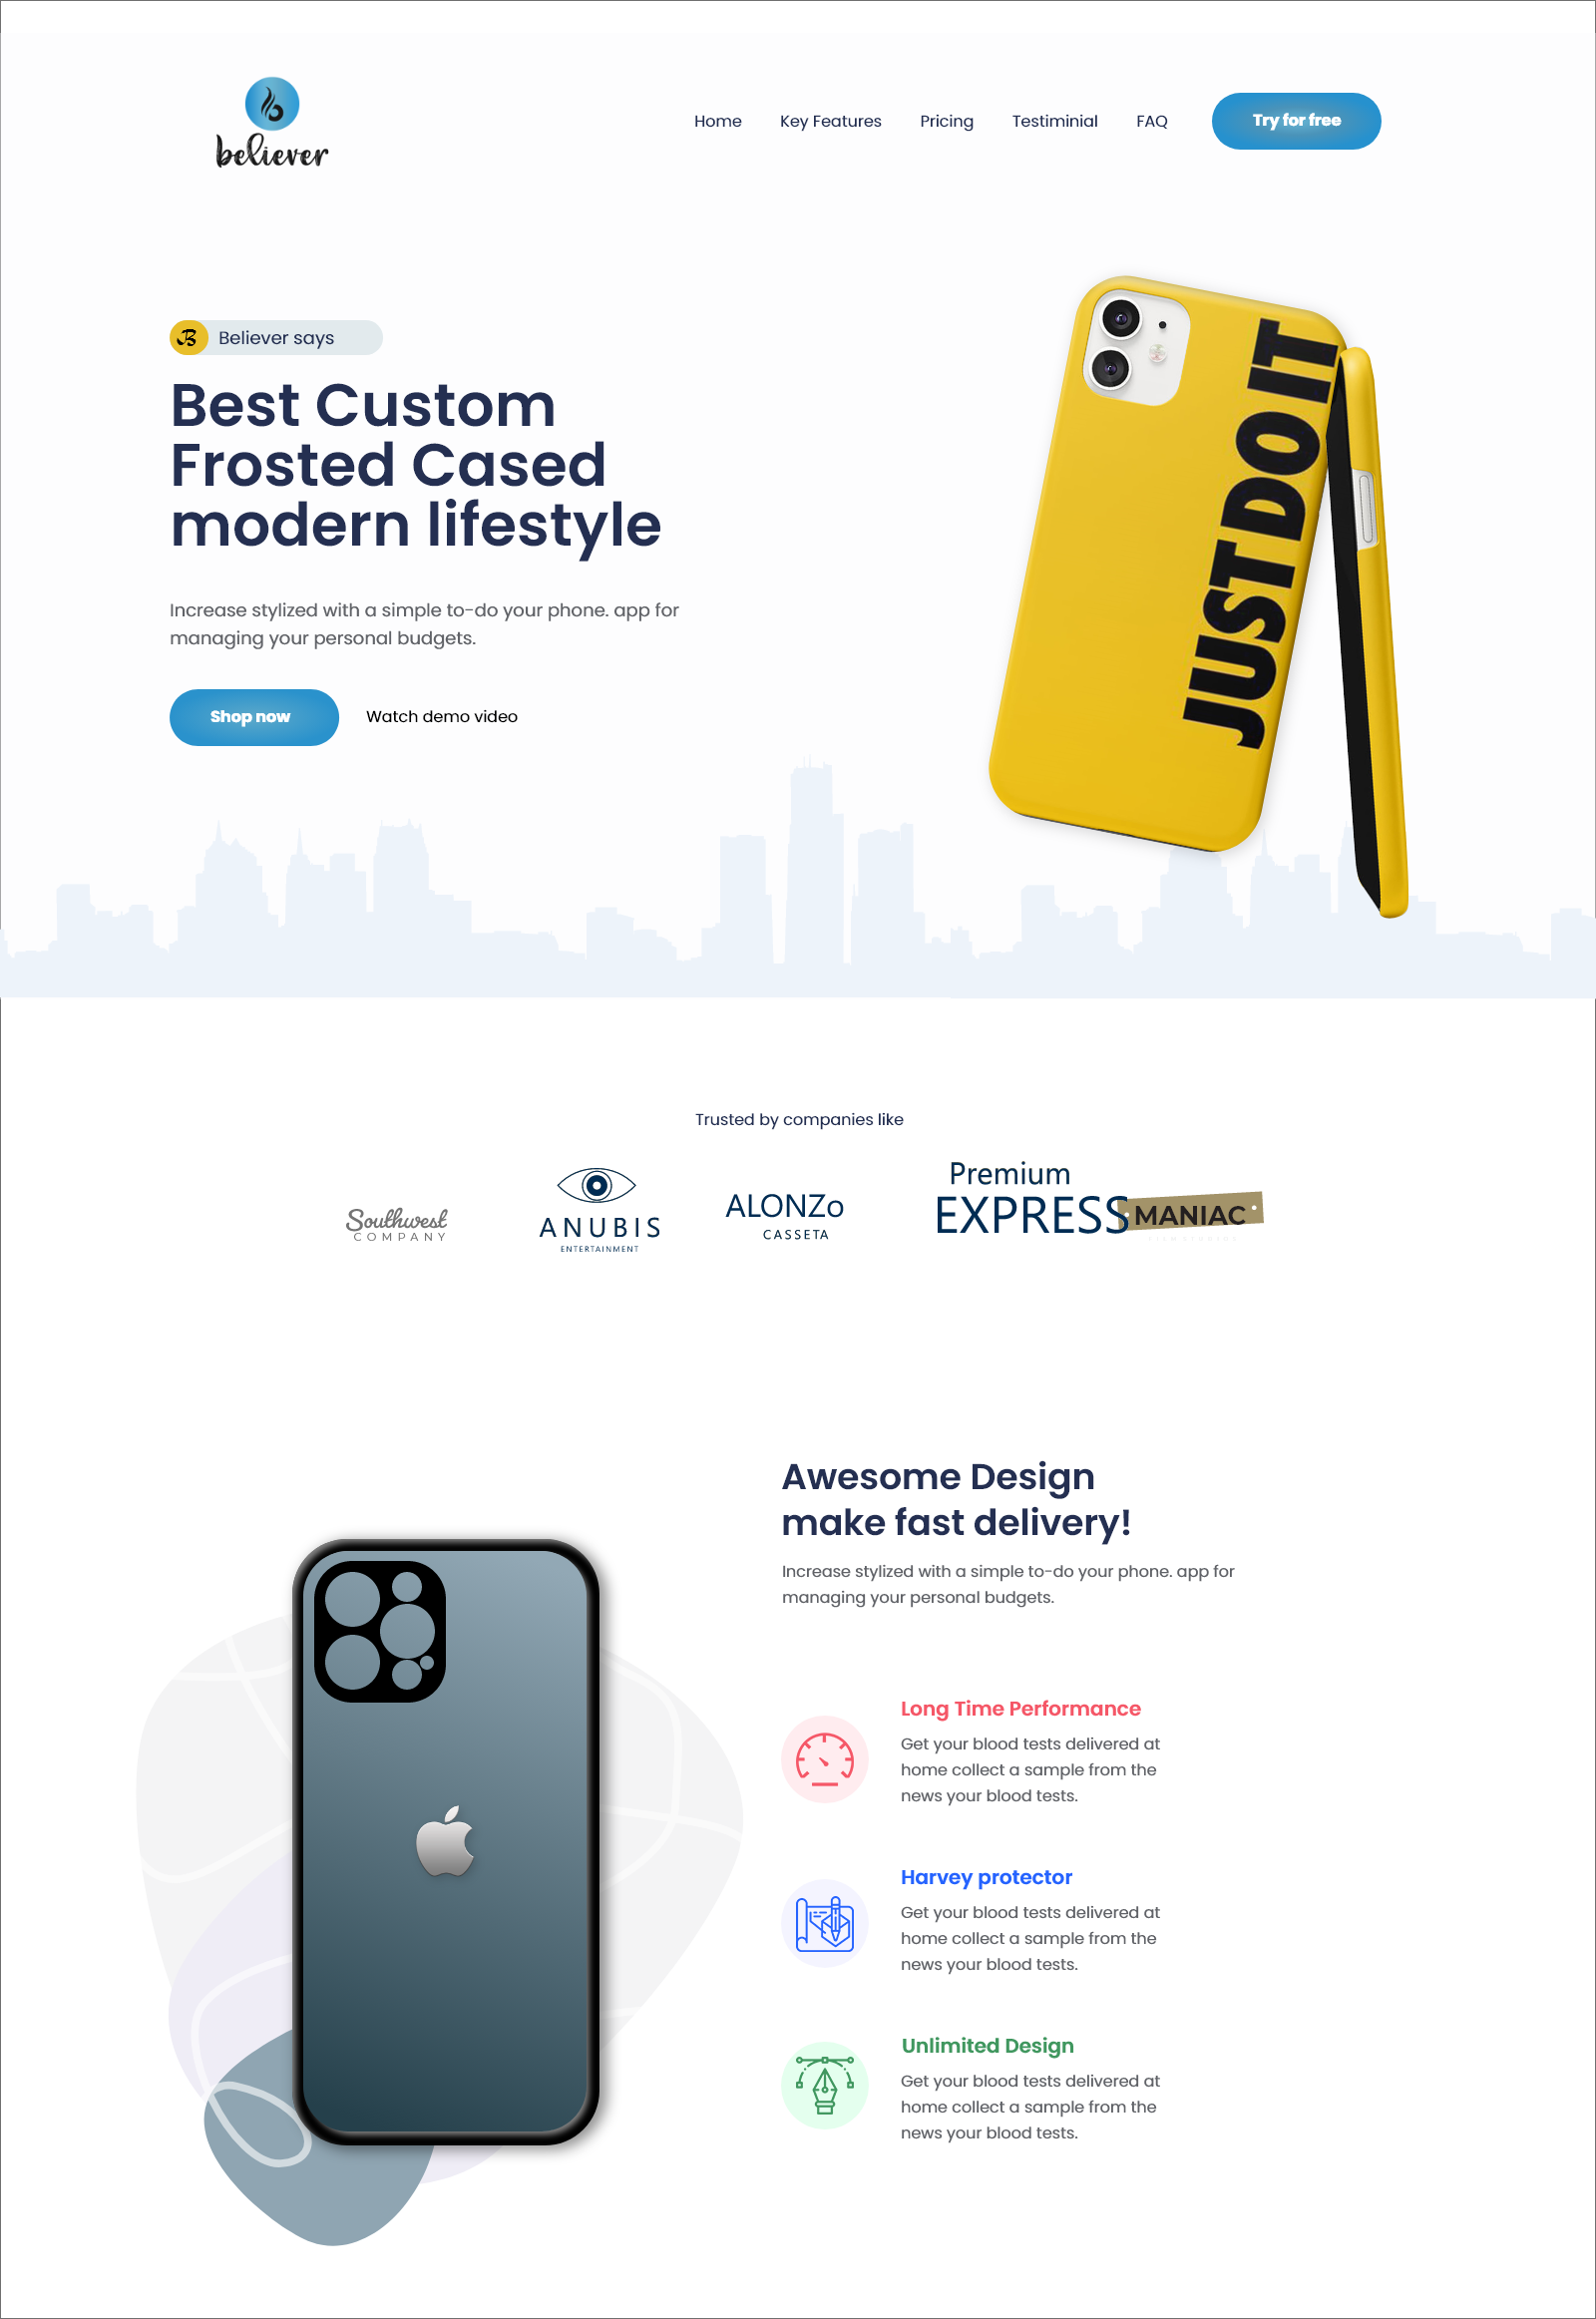 believer
Home Key Features Pricing Testiminial FAQ Try for free
B Believer says
Best Custom
Frosted Cased
modern lifestyle
Increase stylized with a simple to-do your phone. app for
managing your personal budgets.
Shop now Watch demo video
JUST DO IT
Trusted by companies like
Southwest
COMPANY
ANUBIS
ENTERTAINMENT
ALONZo
CASSETA
Premium
EXPRESS
MANIAC
Awesome Design
make fast delivery!
Increase stylized with a simple to-do your phone. app for
managing your personal budgets.
Long Time Performance
Get your blood tests delivered at
home collect a sample from the
news your blood tests.
Harvey protector
Get your blood tests delivered at
home collect a sample from the
news your blood tests.
Unlimited Design
Get your blood tests delivered at
home collect a sample from the
news your blood tests.